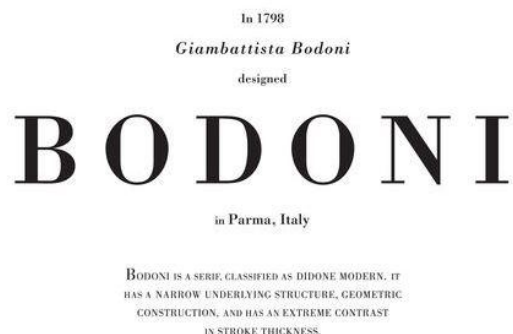 In 1798
Giambattista Bodoni
designed
BODONI
in Parma, Italy
BODONI IS A SERIF, CLASSIFIED AS DIDONE MODERN. IT
HAS A NARROW UNDERLYING STRUCTURE, GEOMETRIC
CONSTRUCTION, AND HAS AN EXTREME CONTRAST
IN STROKE THICKNESS.